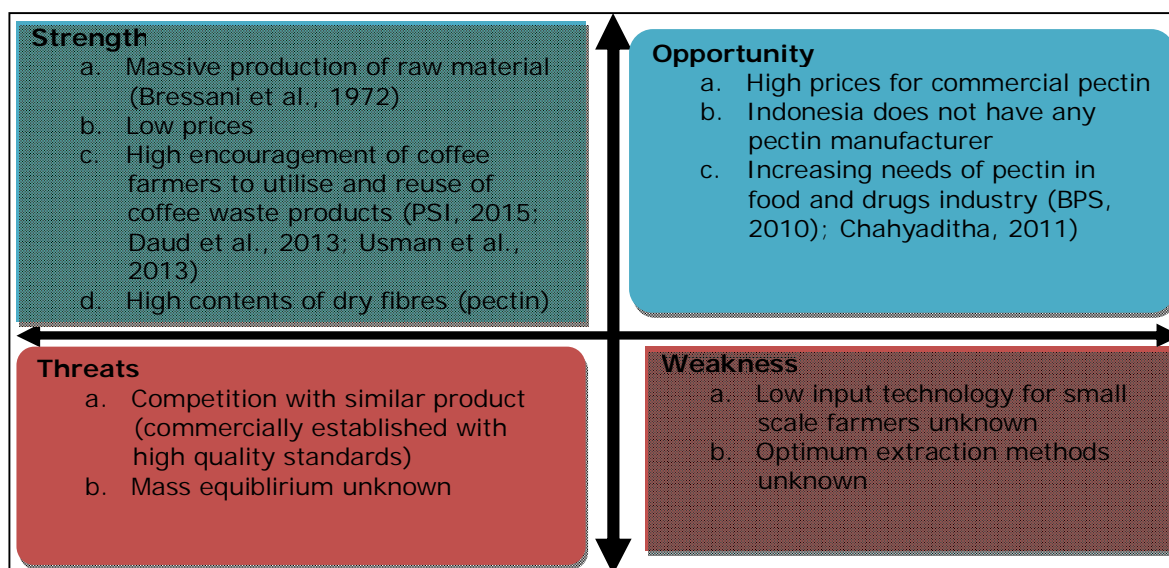 Strength
a. Massive production of raw material
(Bressani et al., 1972)
b. Low prices
c. High encouragement of coffee
farmers to utilise and reuse of
coffee waste products (PSI, 2015;
Daud et al., 2013; Usman et al.,
2013)
d. High contents of dry fibres (pectin)
Opportunity
a. High prices for commercial pectin
b. Indonesia does not have any
pectin manufacturer
c. Increasing needs of pectin in
food and drugs industry (BPS,
2010); Chahyaditha, 2011)
Threats
a. Competition with similar product
(commercially established with
high quality standards)
b. Mass equiblirium unknown
Weakness
a. Low input technology for small
scale farmers unknown
b. Optimum extraction methods
unknown